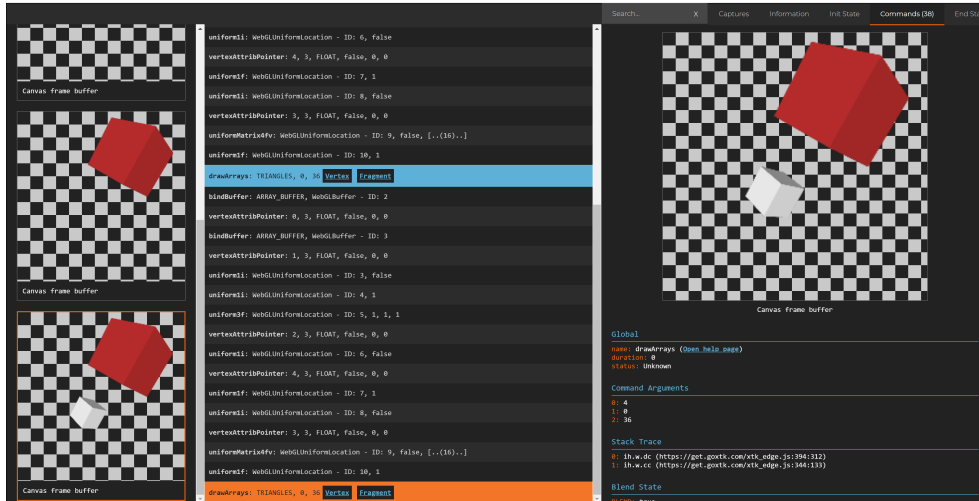 Search...
X
Captures
Information
Init State
Commands (38)
End Sta
Canvas frame buffer
Canvas frame buffer
Canvas frame buffer
uniform1i: WebGLUniformLocation - ID: 6, false
vertexAttribPointer: 4, 3, FLOAT, false, 0, 0
uniform1f: WebGLUniformLocation - ID: 7, 1
uniform1i: WebGLUniformLocation - ID: 8, false
vertexAttribPointer: 3, 3, FLOAT, false, 0, 0
uniformMatrix4fv: WebGLUniformLocation - ID: 9, false, [..(16)..]
uniform1f: WebGLUniformLocation - ID: 10, 1
drawArrays: TRIANGLES, 0, 36 Vertex Fragment
bindBuffer: ARRAY_BUFFER, WebGLBuffer - ID: 2
vertexAttribPointer: 0, 3, FLOAT, false, 0, 0
bindBuffer: ARRAY_BUFFER, WebGLBuffer - ID: 3
vertexAttribPointer: 1, 3, FLOAT, false, 0, 0
uniform1i: WebGLUniformLocation - ID: 3, false
uniform1i: WebGLUniformLocation - ID: 4, 1
uniform3f: WebGLUniformLocation - ID: 5, 1, 1, 1
vertexAttribPointer: 2, 3, FLOAT, false, 0, 0
uniform1i: WebGLUniformLocation - ID: 6, false
vertexAttribPointer: 4, 3, FLOAT, false, 0, 0
uniform1f: WebGLUniformLocation - ID: 7, 1
uniform1i: WebGLUniformLocation - ID: 8, false
vertexAttribPointer: 3, 3, FLOAT, false, 0, 0
uniformMatrix4fv: WebGLUniformLocation - ID: 9, false, [..(16)..]
uniform1f: WebGLUniformLocation - ID: 10, 1
drawArrays: TRIANGLES, 0, 36 Vertex Fragment
Canvas frame buffer
Global
name: drawArrays (Open help page)
duration: 0
status: Unknown
Command Arguments
0: 4
1: 0
2: 36
Stack Trace
0: ih.w.dc (https://get.goxtk.com/xtk_edge.js:394:312)
1: ih.w.cc (https://get.goxtk.com/xtk_edge.js:344:133)
Blend State
BLEND: true